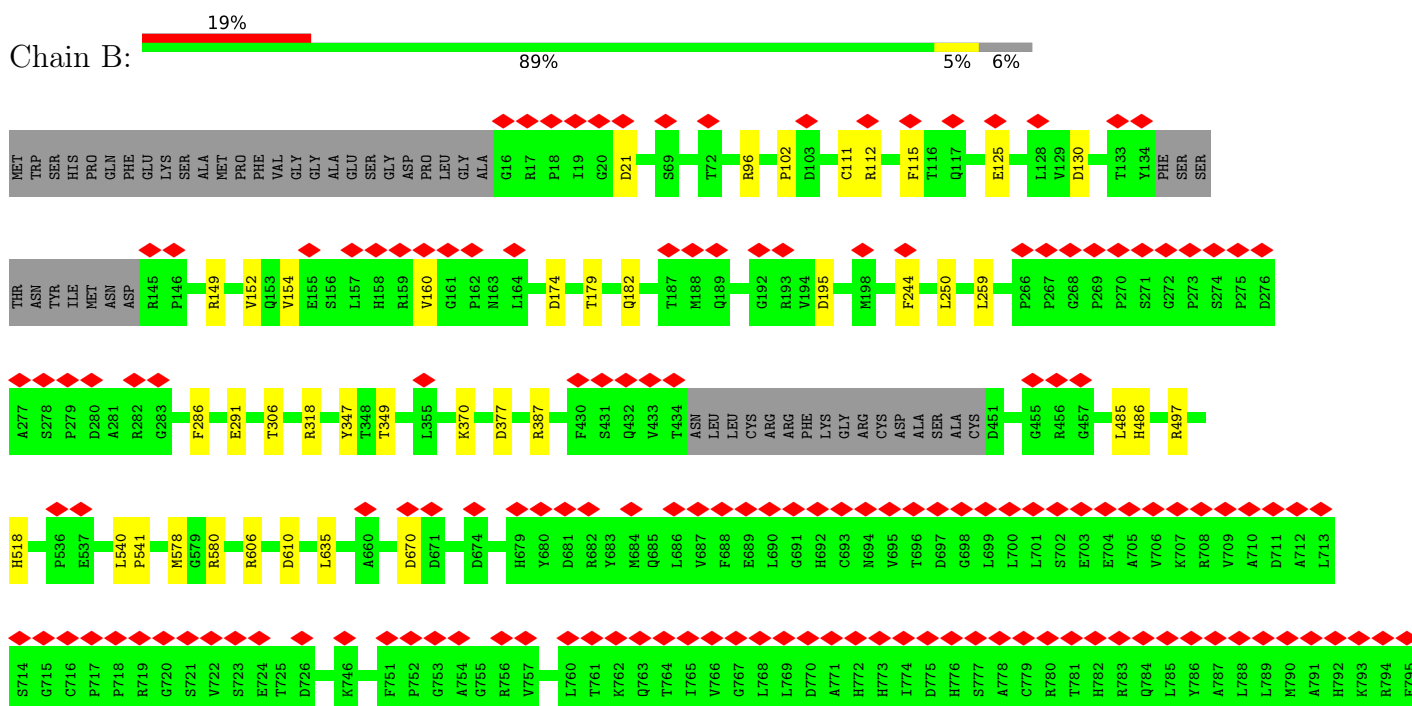 19%
Chain B:
89% 5% 6%
MET TRP SER HIS PRO GLN PHE GLU LYS SER ALA MET PRO PHE VAL GLY GLY ALA GLU SER GLY ASP PRO LEU GLY ALA G16 R17 P18 I19 G20 D21 S69 T72 R96 P102 D103 C111 R112 F115 T116 Q117 E125 L128 V129 D130 T133 Y134 PHE SER SER
THR ASN TYR ILE MET ASN ASP R145 P146 R149 V152 Q153 V154 E155 S156 L157 H158 R159 V160 G161 P162 N163 L164 D174 T179 Q182 T187 M188 Q189 G192 R193 V194 D195 M198 F244 L250 L259 P266 P267 G268 P269 P270 S271 G272 P273 S274 P275 D276
A277 S278 P279 D280 A281 R282 G283 F286 E291 T306 R318 Y347 T348 T349 L355 K370 D377 R387 F430 S431 Q432 V433 T434 ASN LEU LEU CYS ARG ARG PHE LYS GLY ARG CYS ASP ALA SER ALA CYS D451 G455 R456 G457 L485 H486 R497
H518 P536 E537 L540 P541 M578 G579 R580 R606 D610 L635 A660 D670 D671 D674 H679 Y680 D681 R682 Y683 M684 Q685 L686 V687 F688 E689 L690 G691 H692 C693 N694 V695 T696 D697 G698 L699 L700 L701 S702 E703 E704 A705 V706 K707 R708 V709 A710 D711 A712 L713
S714 G715 C716 P717 P718 R719 G720 S721 V722 S723 E724 T725 D726 K746 F751 P752 G753 A754 G755 R756 V757 L760 T761 K762 Q763 T764 I765 V766 G767 L768 L769 D770 A771 H772 H773 I774 D775 H776 S777 A778 C779 R780 T781 H782 R783 Q784 L785 Y786 A787 L788 L789 M790 A791 H792 K793 R794 E795